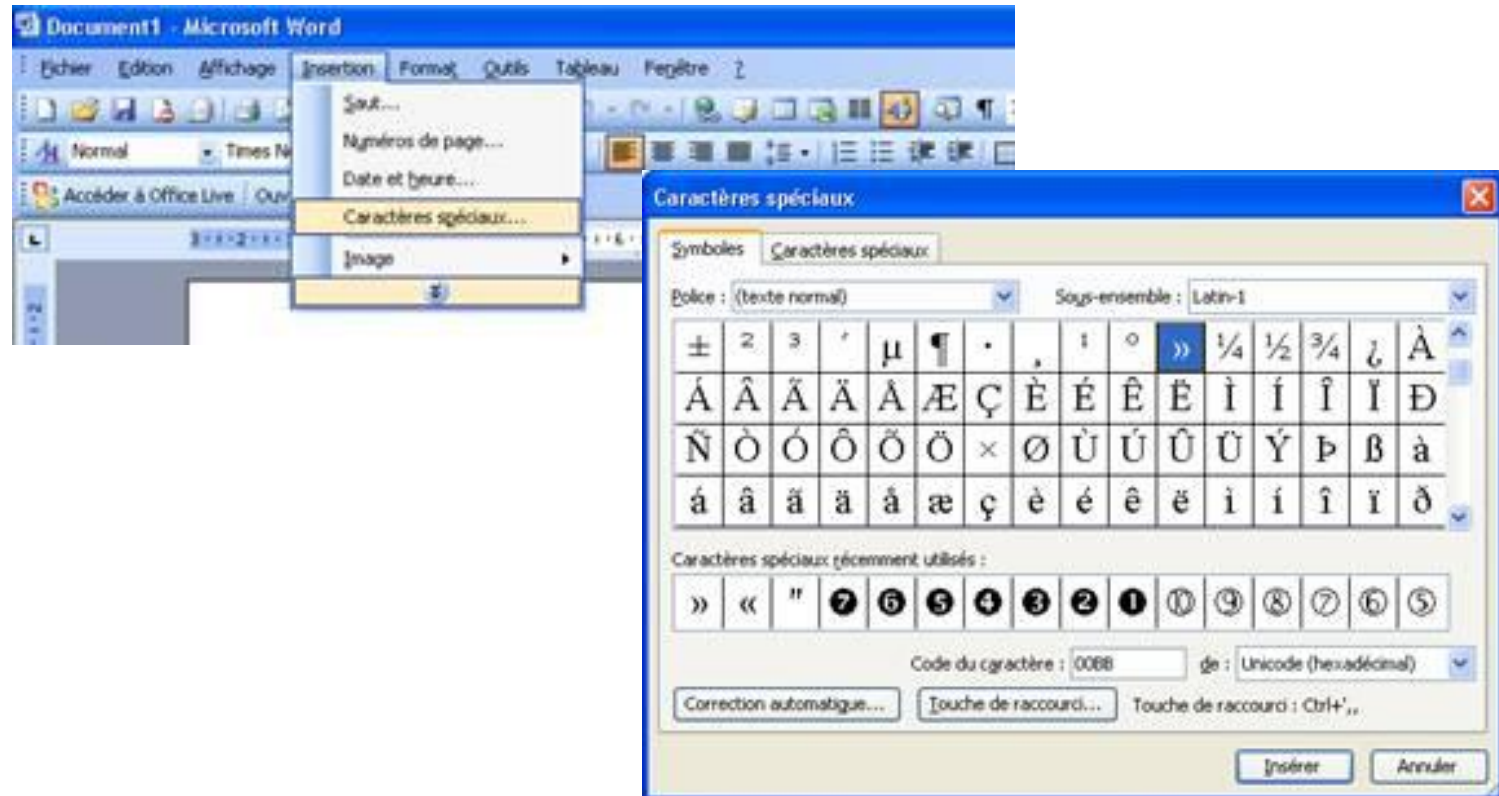 Document1 - Microsoft Word
Fichier Edition Affichage Insertion Format Outils Tableau Fenêtre ?
Saut...
Numéros de page...
Normal Times N
Date et heure...
Accéder à Office Live Ouv
Caractères spéciaux...
Image
Caractères spéciaux
Symboles Caractères spéciaux
Police : (texte normal) Sous-ensemble : Latin-1
± ² ³ ´ µ ¶ · ¸ ¹ º » ¼ ½ ¾ ¿ À
Á Â Ã Ä Å Æ Ç È É Ê Ë Ì Í Î Ï Ð
Ñ Ò Ó Ô Õ Ö × Ø Ù Ú Û Ü Ý Þ ß à
á â ã ä å æ ç è é ê ë ì í î ï ð
Caractères spéciaux récemment utilisés :
» « " ❼ ❻ ❺ ❹ ❸ ❷ ❶ ⑩ ⑨ ⑧ ⑦ ⑥ ⑤
Code du caractère : 00BB de : Unicode (hexadécimal)
Correction automatique... Touche de raccourci... Touche de raccourci : Ctrl+',,
Insérer Annuler